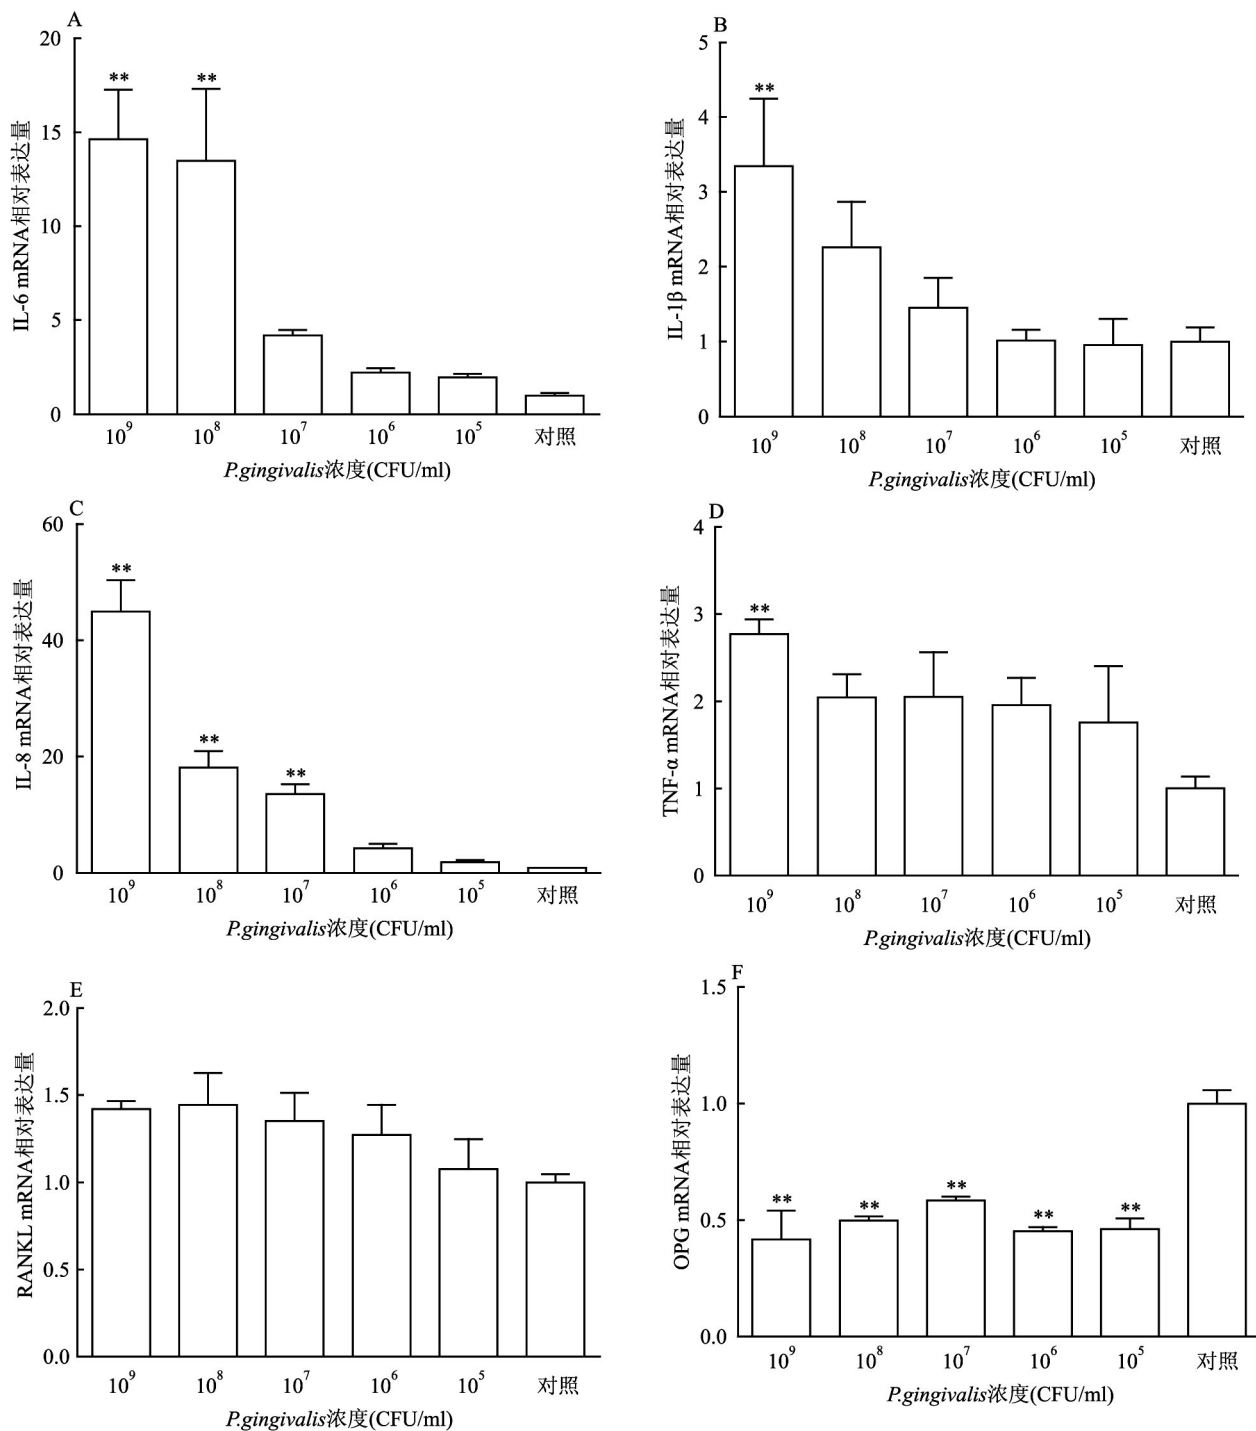 A
20
15
10
5
0
IL-6 mRNA相对表达量
** **
10⁹ 10⁸ 10⁷ 10⁶ 10⁵ 对照
P.gingivalis浓度(CFU/ml)
B
5
4
3
2
1
0
IL-1β mRNA相对表达量
**
10⁹ 10⁸ 10⁷ 10⁶ 10⁵ 对照
P.gingivalis浓度(CFU/ml)
C
60
40
20
0
IL-8 mRNA相对表达量
** ** **
10⁹ 10⁸ 10⁷ 10⁶ 10⁵ 对照
P.gingivalis浓度(CFU/ml)
D
4
3
2
1
0
TNF-α mRNA相对表达量
**
10⁹ 10⁸ 10⁷ 10⁶ 10⁵ 对照
P.gingivalis浓度(CFU/ml)
E
2.0
1.5
1.0
0.5
0.0
RANKL mRNA相对表达量
10⁹ 10⁸ 10⁷ 10⁶ 10⁵ 对照
P.gingivalis浓度(CFU/ml)
F
1.5
1.0
0.5
0.0
OPG mRNA相对表达量
** ** ** ** **
10⁹ 10⁸ 10⁷ 10⁶ 10⁵ 对照
P.gingivalis浓度(CFU/ml)